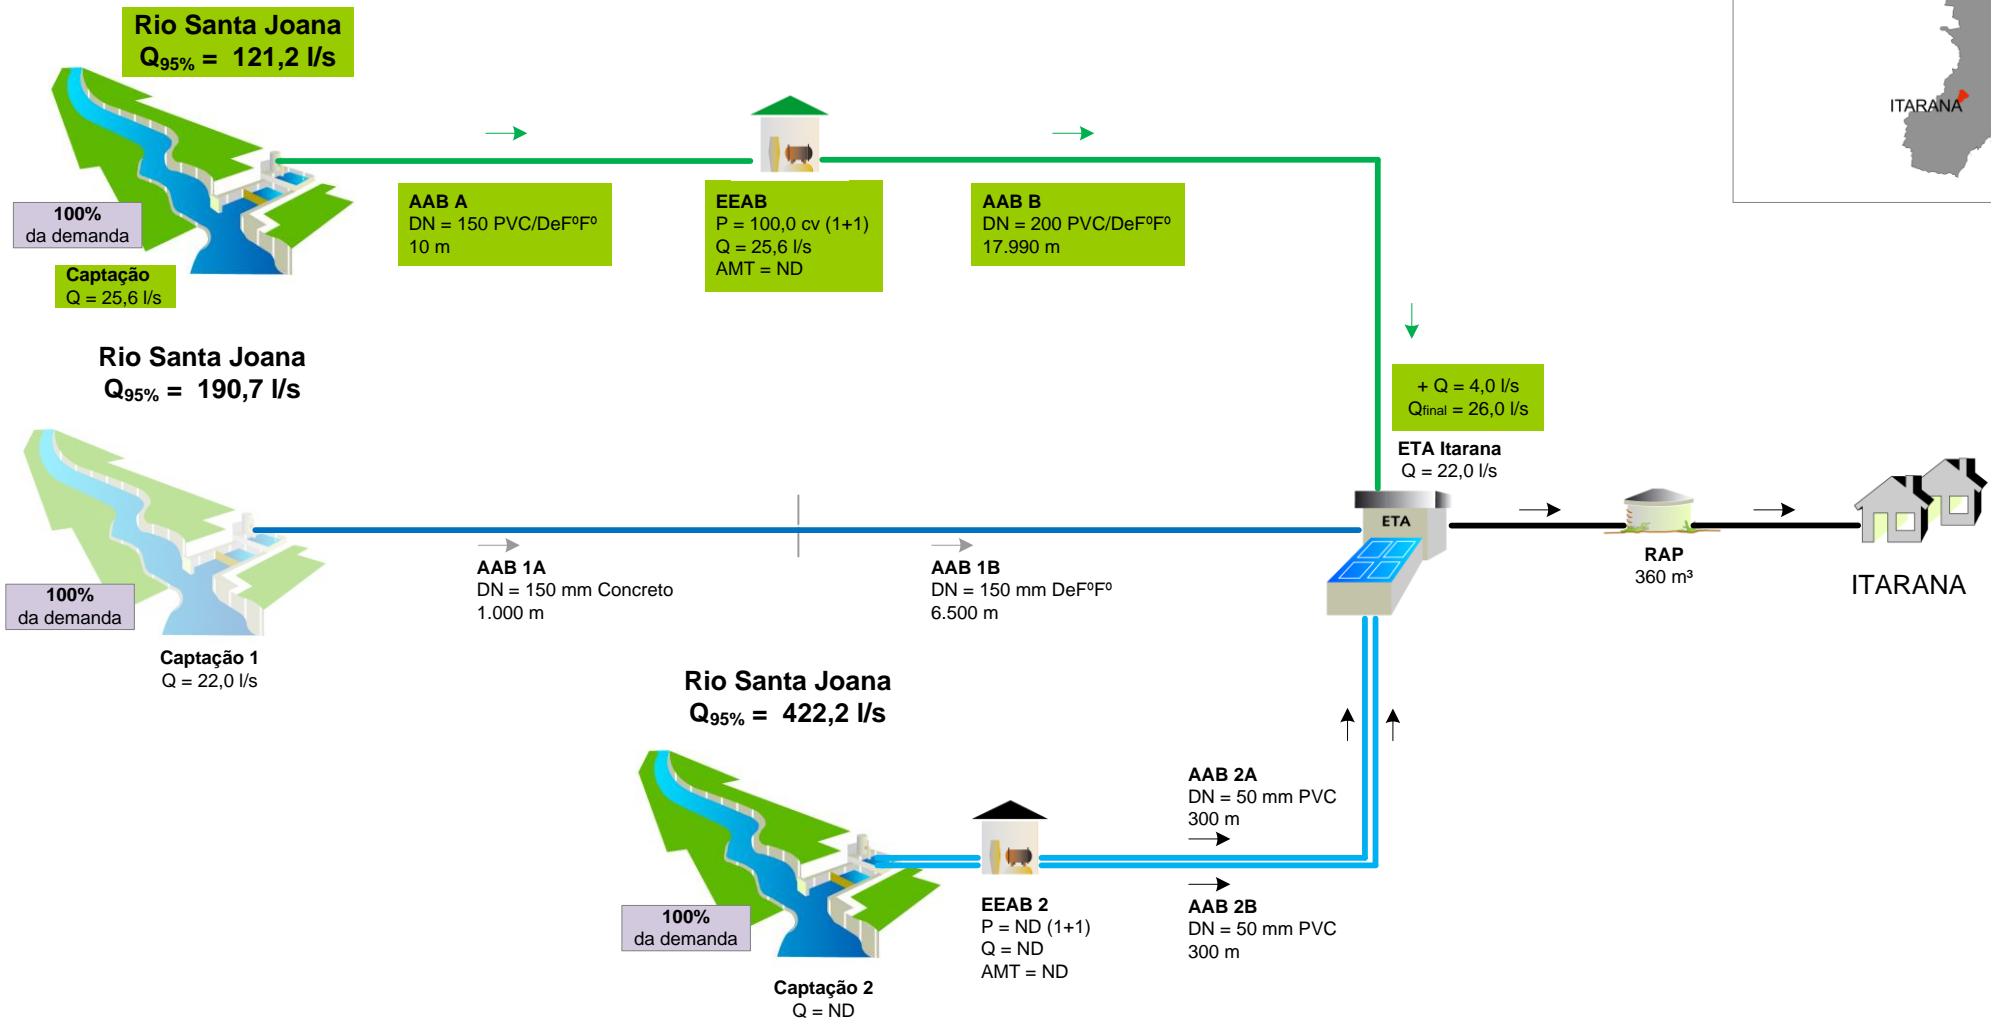 Rio Santa Joana
Q95% = 121,2 l/s
ITARANA
100%
da demanda
Captação
Q = 25,6 l/s
AAB A
DN = 150 PVC/DeFºFº
10 m
EEAB
P = 100,0 cv (1+1)
Q = 25,6 l/s
AMT = ND
AAB B
DN = 200 PVC/DeFºFº
17.990 m
+ Q = 4,0 l/s
Qfinal = 26,0 l/s
ETA Itarana
Q = 22,0 l/s
Rio Santa Joana
Q95% = 190,7 l/s
100%
da demanda
Captação 1
Q = 22,0 l/s
AAB 1A
DN = 150 mm Concreto
1.000 m
AAB 1B
DN = 150 mm DeFºFº
6.500 m
ETA
RAP
360 m³
ITARANA
Rio Santa Joana
Q95% = 422,2 l/s
100%
da demanda
Captação 2
Q = ND
EEAB 2
P = ND (1+1)
Q = ND
AMT = ND
AAB 2A
DN = 50 mm PVC
300 m
AAB 2B
DN = 50 mm PVC
300 m